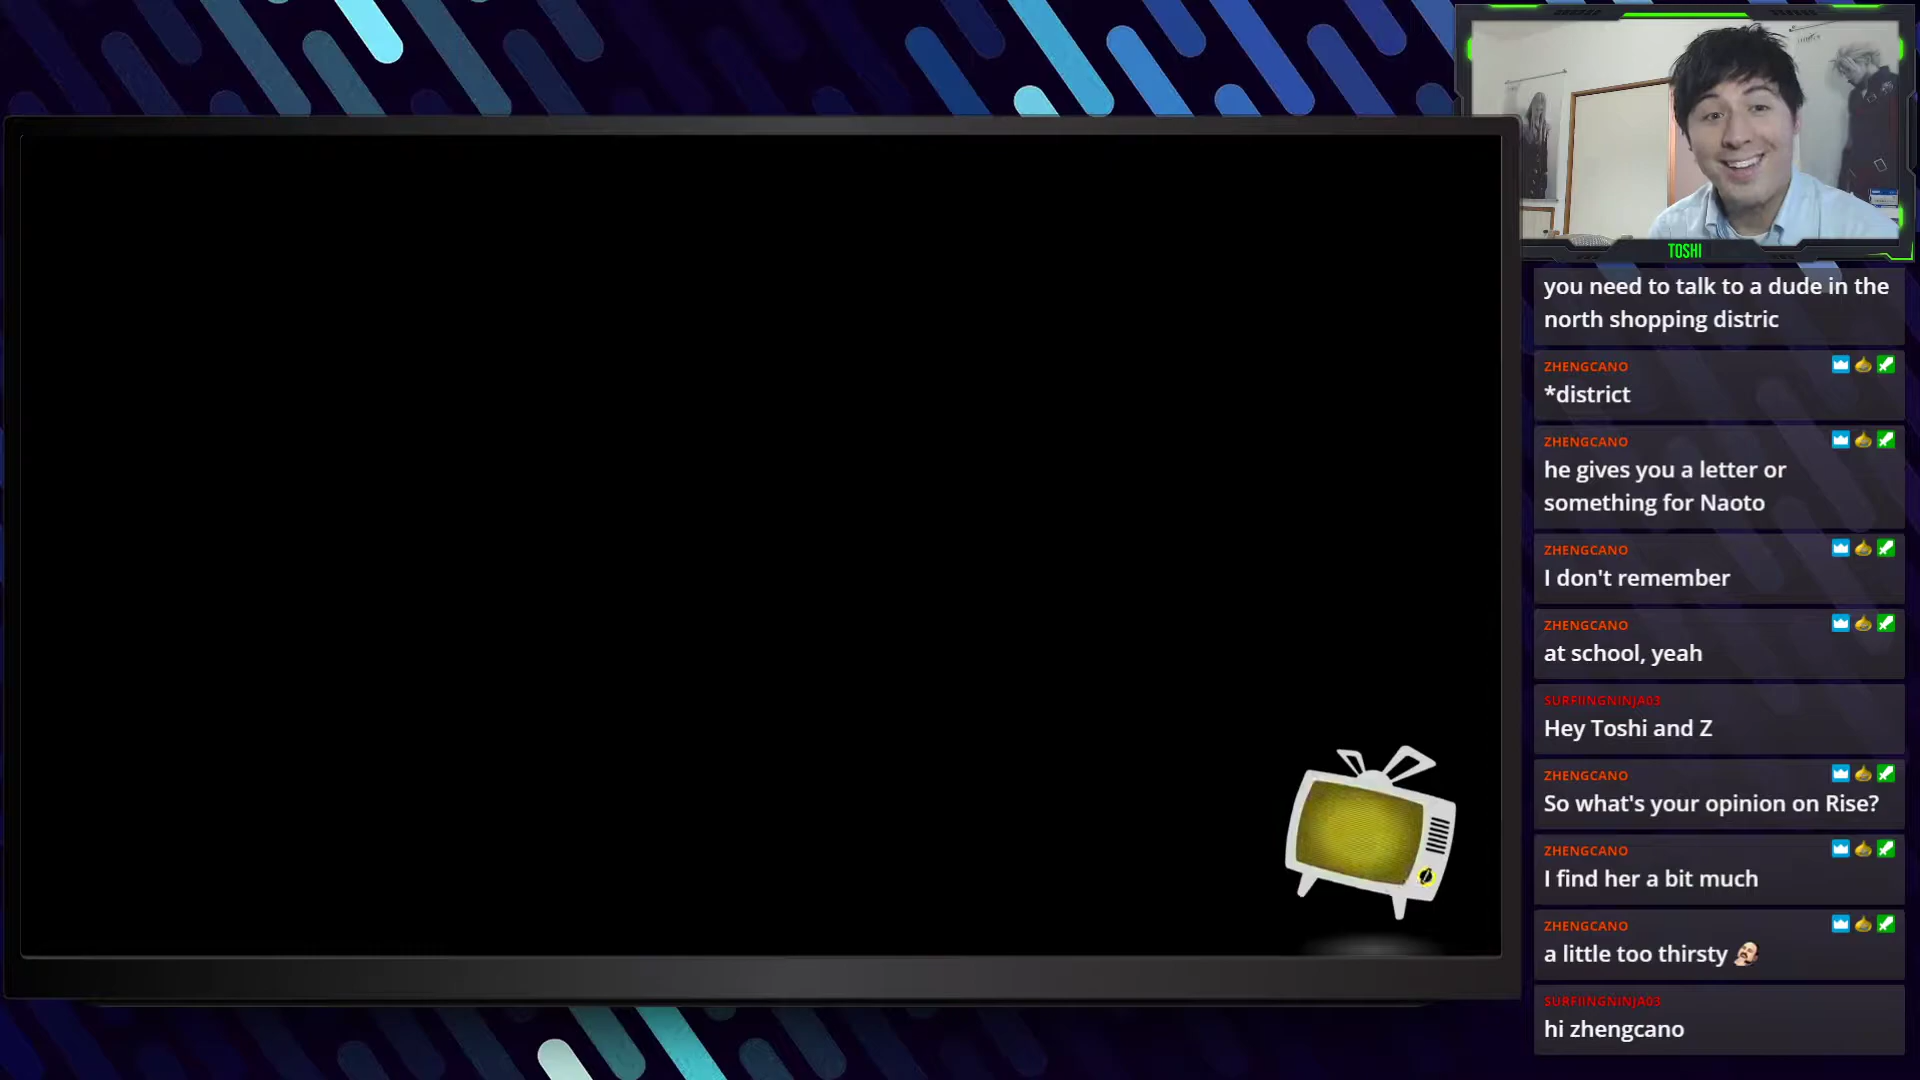 TOSHI
you need to talk to a dude in the
north shopping distric
ZHENGCANO
*district
ZHENGCANO
he gives you a letter or
something for Naoto
ZHENGCANO
I don't remember
ZHENGCANO
at school, yeah
SURFIINGNINJA03
Hey Toshi and Z
ZHENGCANO
So what's your opinion on Rise?
ZHENGCANO
I find her a bit much
ZHENGCANO
a little too thirsty
SURFIINGNINJA03
hi zhengcano